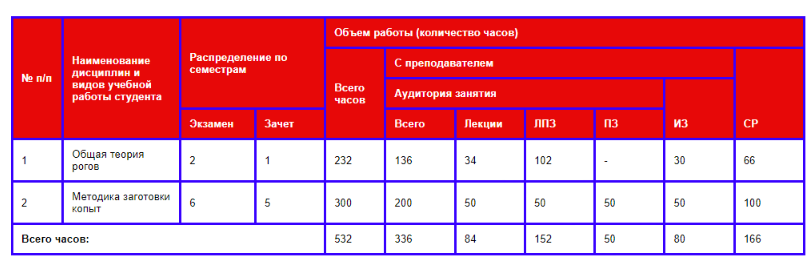 Объем работы (количество часов)
№ п/п
Наименование
дисциплин и
видов учебной
работы студента
Распределение по
семестрам
Всего
часов
С преподавателем
Аудитория занятия
Экзамен Зачет Всего Лекции ЛПЗ ПЗ ИЗ СР
1 Общая теория
рогов 2 1 232 136 34 102 - 30 66
2 Методика заготовки
копыт 6 5 300 200 50 50 50 50 100
Всего часов: 532 336 84 152 50 80 166